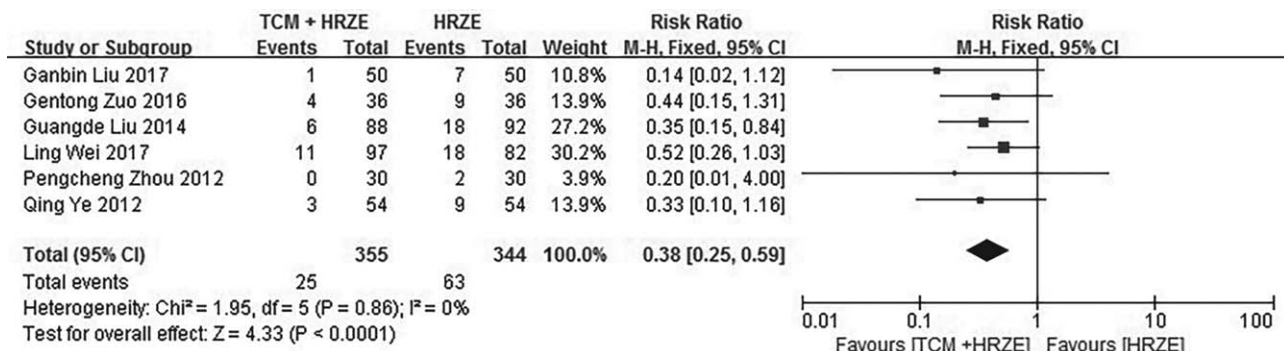 TCM + HRZE HRZE Risk Ratio Risk Ratio
Study or Subgroup Events Total Events Total Weight M-H, Fixed, 95% CI M-H, Fixed, 95% CI
Ganbin Liu 2017 1 50 7 50 10.8% 0.14 [0.02, 1.12]
Gentong Zuo 2016 4 36 9 36 13.9% 0.44 [0.15, 1.31]
Guangde Liu 2014 6 88 18 92 27.2% 0.35 [0.15, 0.84]
Ling Wei 2017 11 97 18 82 30.2% 0.52 [0.26, 1.03]
Pengcheng Zhou 2012 0 30 2 30 3.9% 0.20 [0.01, 4.00]
Qing Ye 2012 3 54 9 54 13.9% 0.33 [0.10, 1.16]
Total (95% CI) 355 344 100.0% 0.38 [0.25, 0.59]
Total events 25 63
Heterogeneity: Chi² = 1.95, df = 5 (P = 0.86); I² = 0%
Test for overall effect: Z = 4.33 (P < 0.0001)
0.01 0.1 1 10 100
Favours [TCM +HRZE] Favours [HRZE]